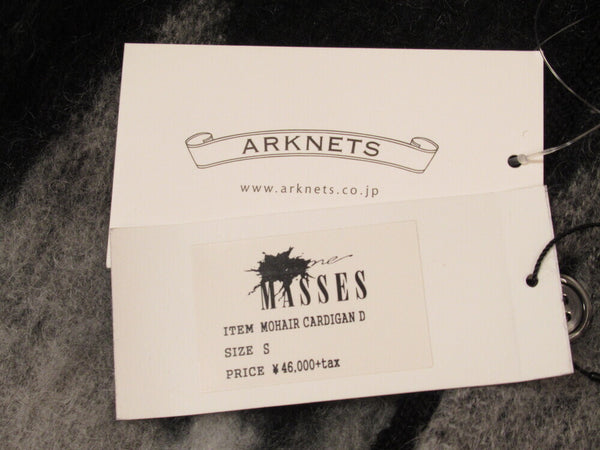 ARKNETS
www.arknets.co.jp
MASSES
ITEM MOHAIR CARDIGAN D
SIZE S
PRICE ¥46,000+tax